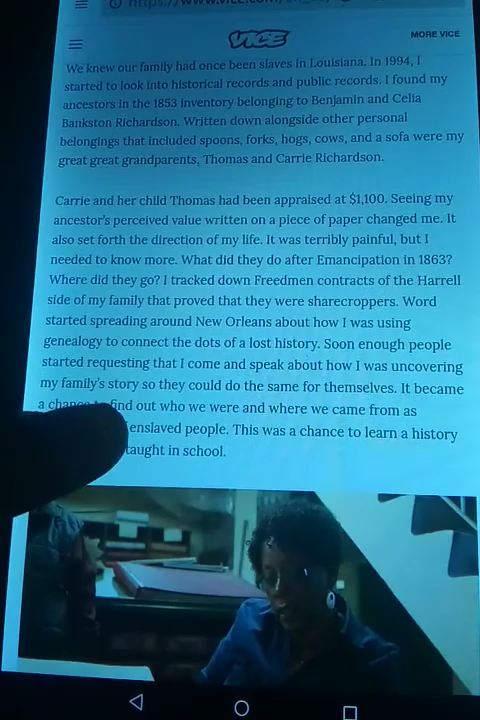 https://www.vice.com/en_us/
VICE
MORE VICE
We knew our family had once been slaves in Louisiana. In 1994, I
started to look into historical records and public records. I found my
ancestors in the 1853 inventory belonging to Benjamin and Celia
Bankston Richardson. Written down alongside other personal
belongings that included spoons, forks, hogs, cows, and a sofa were my
great great grandparents, Thomas and Carrie Richardson.
Carrie and her child Thomas had been appraised at $1,100. Seeing my
ancestor's perceived value written on a piece of paper changed me. It
also set forth the direction of my life. It was terribly painful, but I
needed to know more. What did they do after Emancipation in 1863?
Where did they go? I tracked down Freedmen contracts of the Harrell
side of my family that proved that they were sharecroppers. Word
started spreading around New Orleans about how I was using
genealogy to connect the dots of a lost history. Soon enough people
started requesting that I come and speak about how I was uncovering
my family's story so they could do the same for themselves. It became
a chance to find out who we were and where we came from as
enslaved people. This was a chance to learn a history
taught in school.